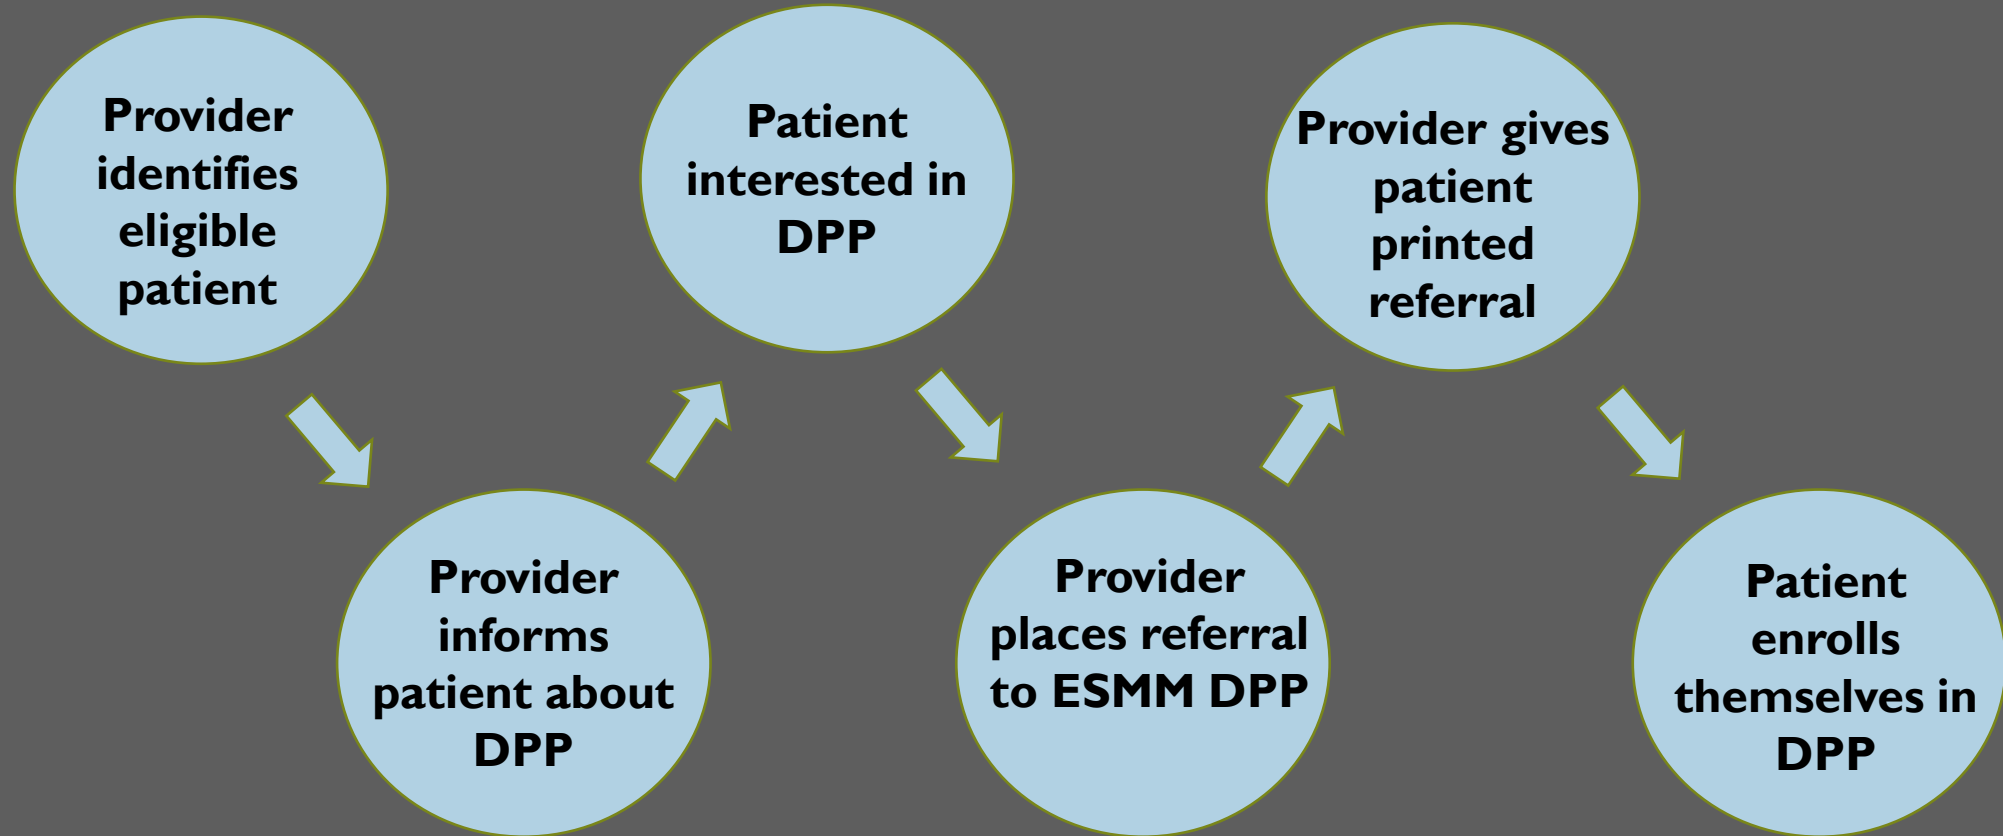 Provider
identifies
eligible
patient
Provider
informs
patient about
DPP
Patient
interested in
DPP
Provider
places referral
to ESMM DPP
Provider gives
patient
printed
referral
Patient
enrolls
themselves in
DPP